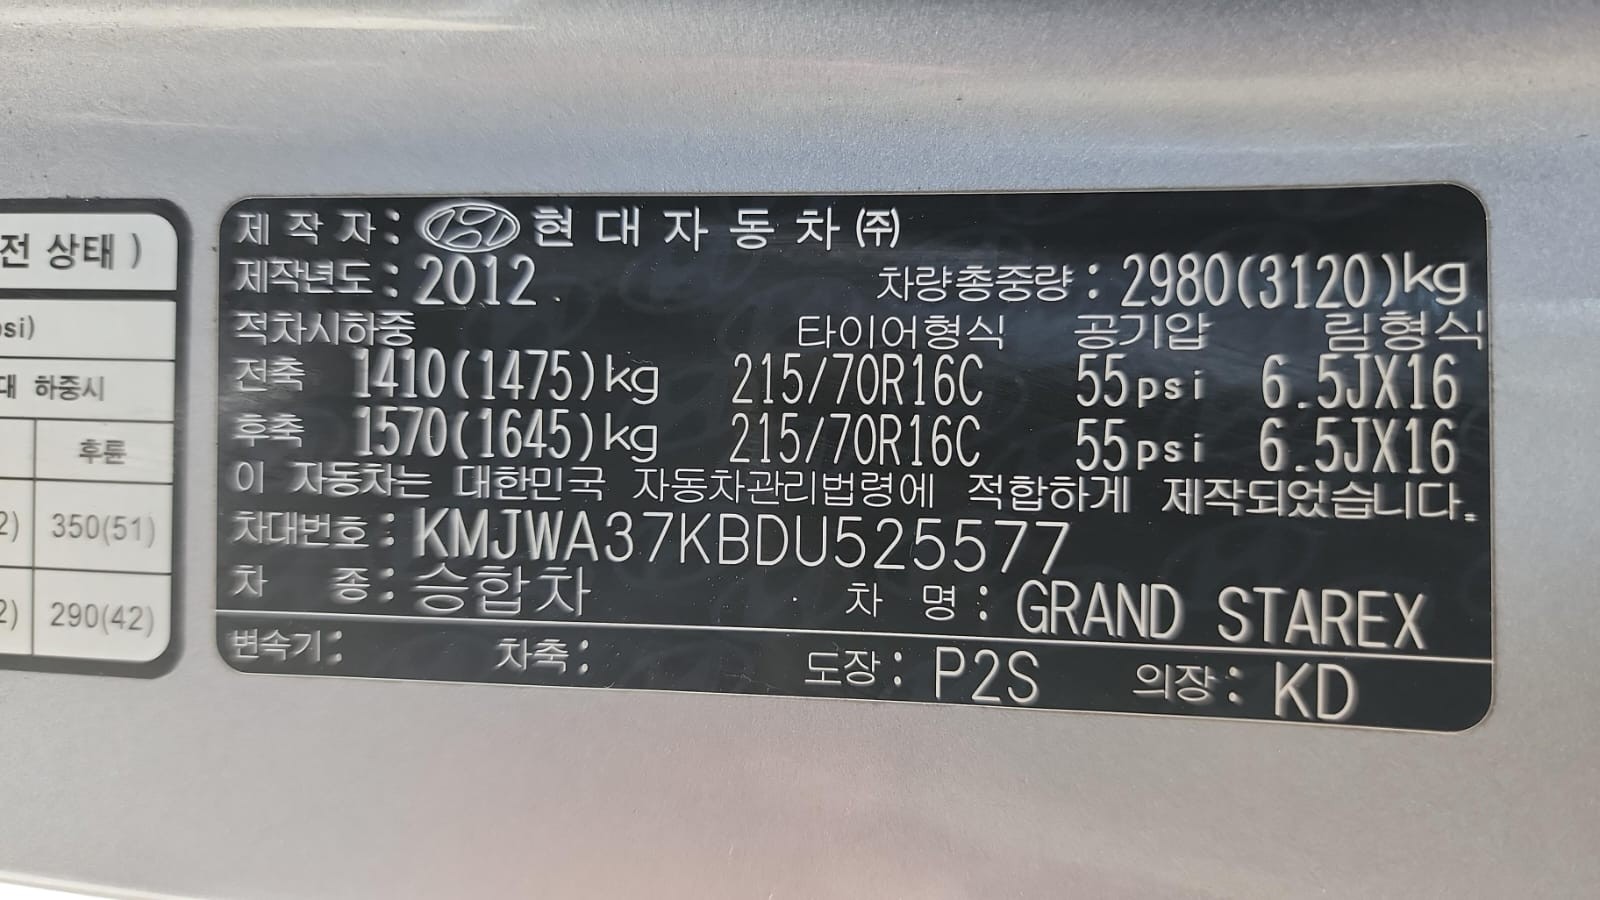 전 상태 )
si)
대 하중시
후륜
2) 350(51)
2) 290(42)
제 작 자 : 현 대 자 동 차 ㈜
제작년도 : 2012 차량총중량 : 2980(3120)kg
적차시하중 타이어형식 공기압 림형식
전축 1410(1475)kg 215/70R16C 55psi 6.5JX16
후축 1570(1645)kg 215/70R16C 55psi 6.5JX16
이 자동차는 대한민국 자동차관리법령에 적합하게 제작되었습니다.
차대번호 : KMJWA37KBDU525577
차 종 : 승합차 차 명 : GRAND STAREX
변속기 : 차축 : 도장 : P2S 의장 : KD